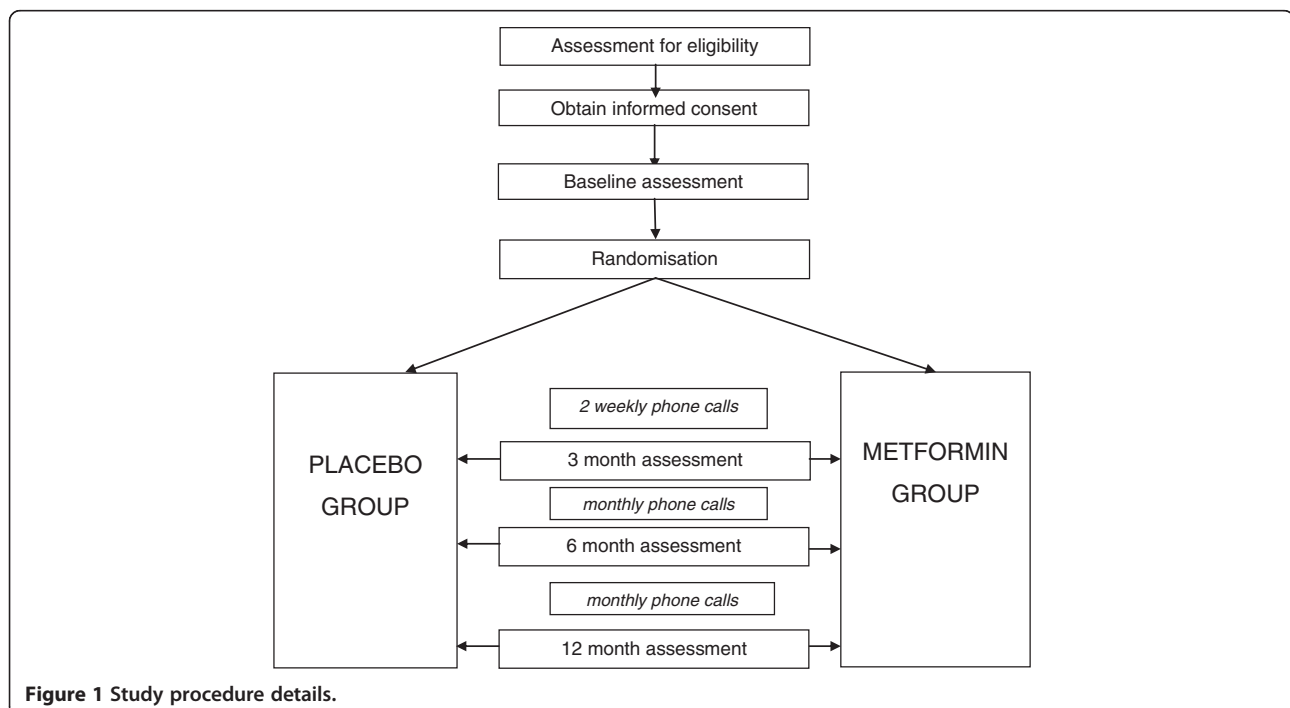 Assessment for eligibility
Obtain informed consent
Baseline assessment
Randomisation
PLACEBO
GROUP
2 weekly phone calls
3 month assessment
monthly phone calls
6 month assessment
monthly phone calls
12 month assessment
METFORMIN
GROUP
Figure 1 Study procedure details.